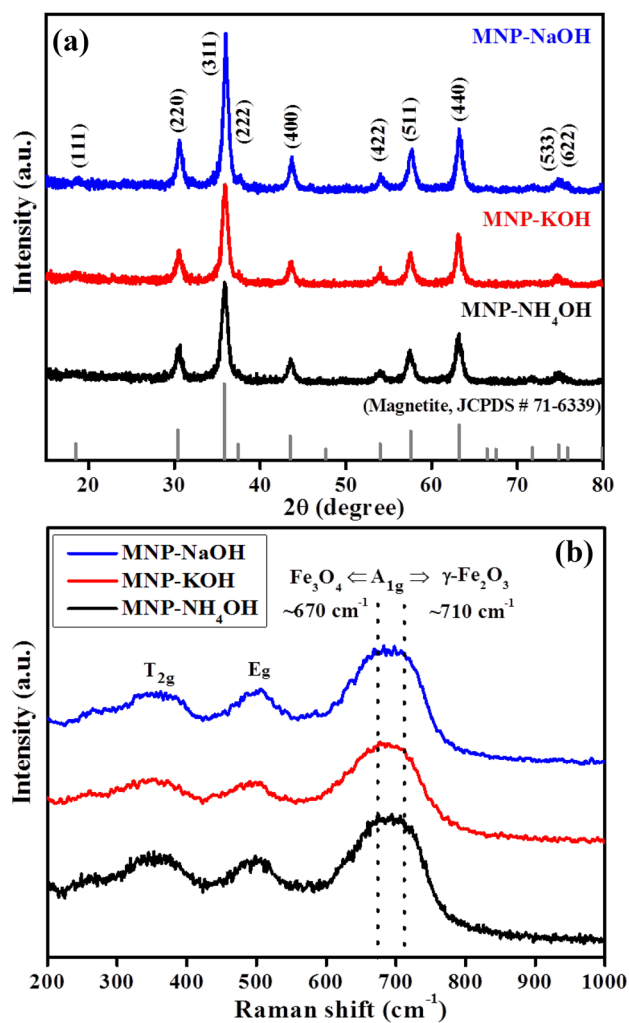 (a)
MNP-NaOH
(111)
(220)
(311)
(222)
(400)
(422)
(511)
(440)
(533)
(622)
MNP-KOH
MNP-NH₄OH
(Magnetite, JCPDS # 71-6339)
Intensity (a.u.)
20 30 40 50 60 70 80
2θ (degree)
(b)
MNP-NaOH
MNP-KOH
MNP-NH₄OH
Fe₃O₄ ⇐ A₁g ⇒ γ-Fe₂O₃
~670 cm⁻¹ ~710 cm⁻¹
T₂g
Eg
Intensity (a.u.)
200 300 400 500 600 700 800 900 1000
Raman shift (cm⁻¹)